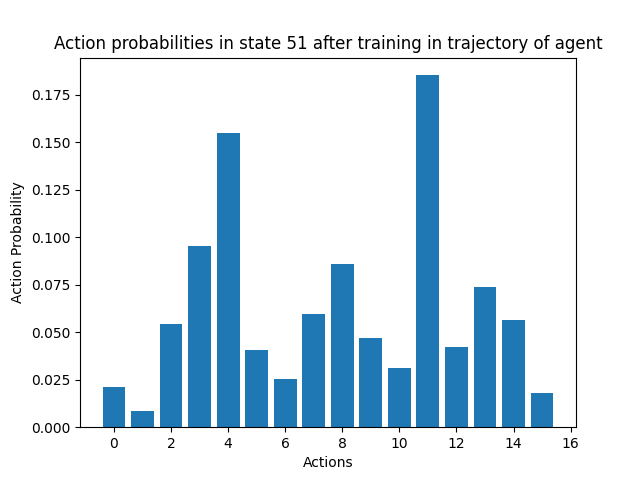 Action probabilities in state 51 after training in trajectory of agent
0.175
0.150
0.125
0.100
0.075
0.050
0.025
0.000
Action Probability
0 2 4 6 8 10 12 14 16
Actions